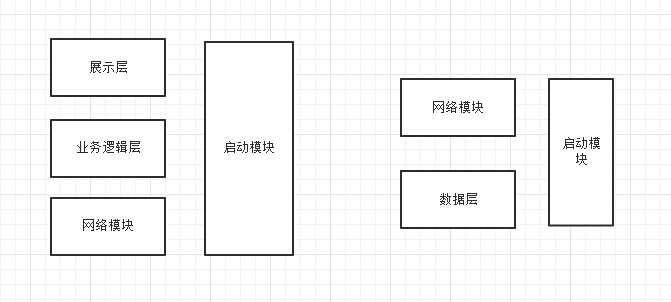 展示层
业务逻辑层
网络模块
启动模块
网络模块
数据层
启动模
块